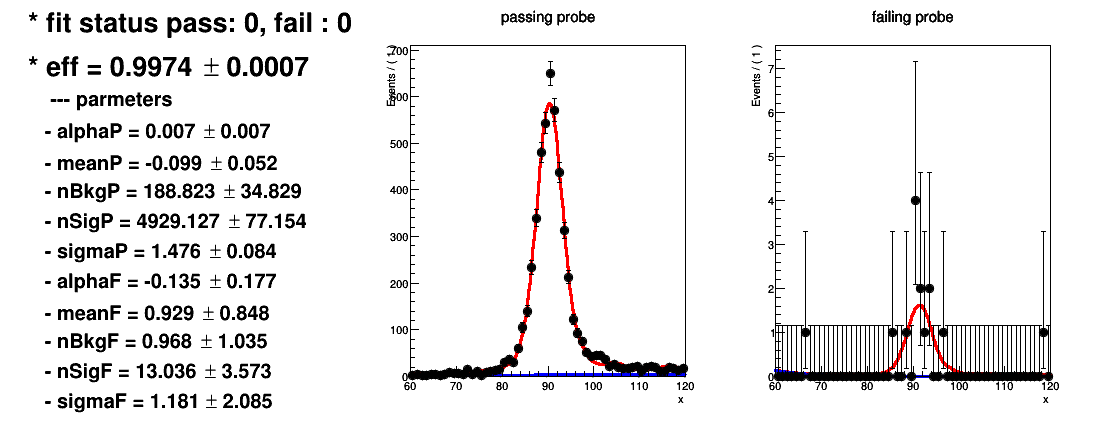 * fit status pass: 0, fail : 0
* eff = 0.9974 ± 0.0007
--- parmeters
- alphaP = 0.007 ± 0.007
- meanP = -0.099 ± 0.052
- nBkgP = 188.823 ± 34.829
- nSigP = 4929.127 ± 77.154
- sigmaP = 1.476 ± 0.084
- alphaF = -0.135 ± 0.177
- meanF = 0.929 ± 0.848
- nBkgF = 0.968 ± 1.035
- nSigF = 13.036 ± 3.573
- sigmaF = 1.181 ± 2.085
passing probe
Events / ( 1 )
700
600
500
400
300
200
100
0
60 70 80 90 100 110 120
x
failing probe
Events / ( 1 )
7
6
5
4
3
2
1
0
60 70 80 90 100 110 120
x